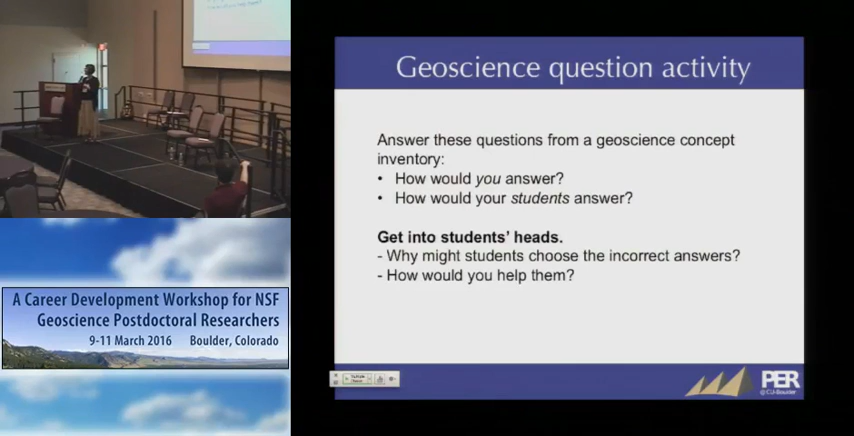 Geoscience question activity
Answer these questions from a geoscience concept
inventory:
• How would you answer?
• How would your students answer?
Get into students' heads.
- Why might students choose the incorrect answers?
- How would you help them?
PER
@CU-Boulder
A Career Development Workshop for NSF
Geoscience Postdoctoral Researchers
9-11 March 2016 Boulder, Colorado